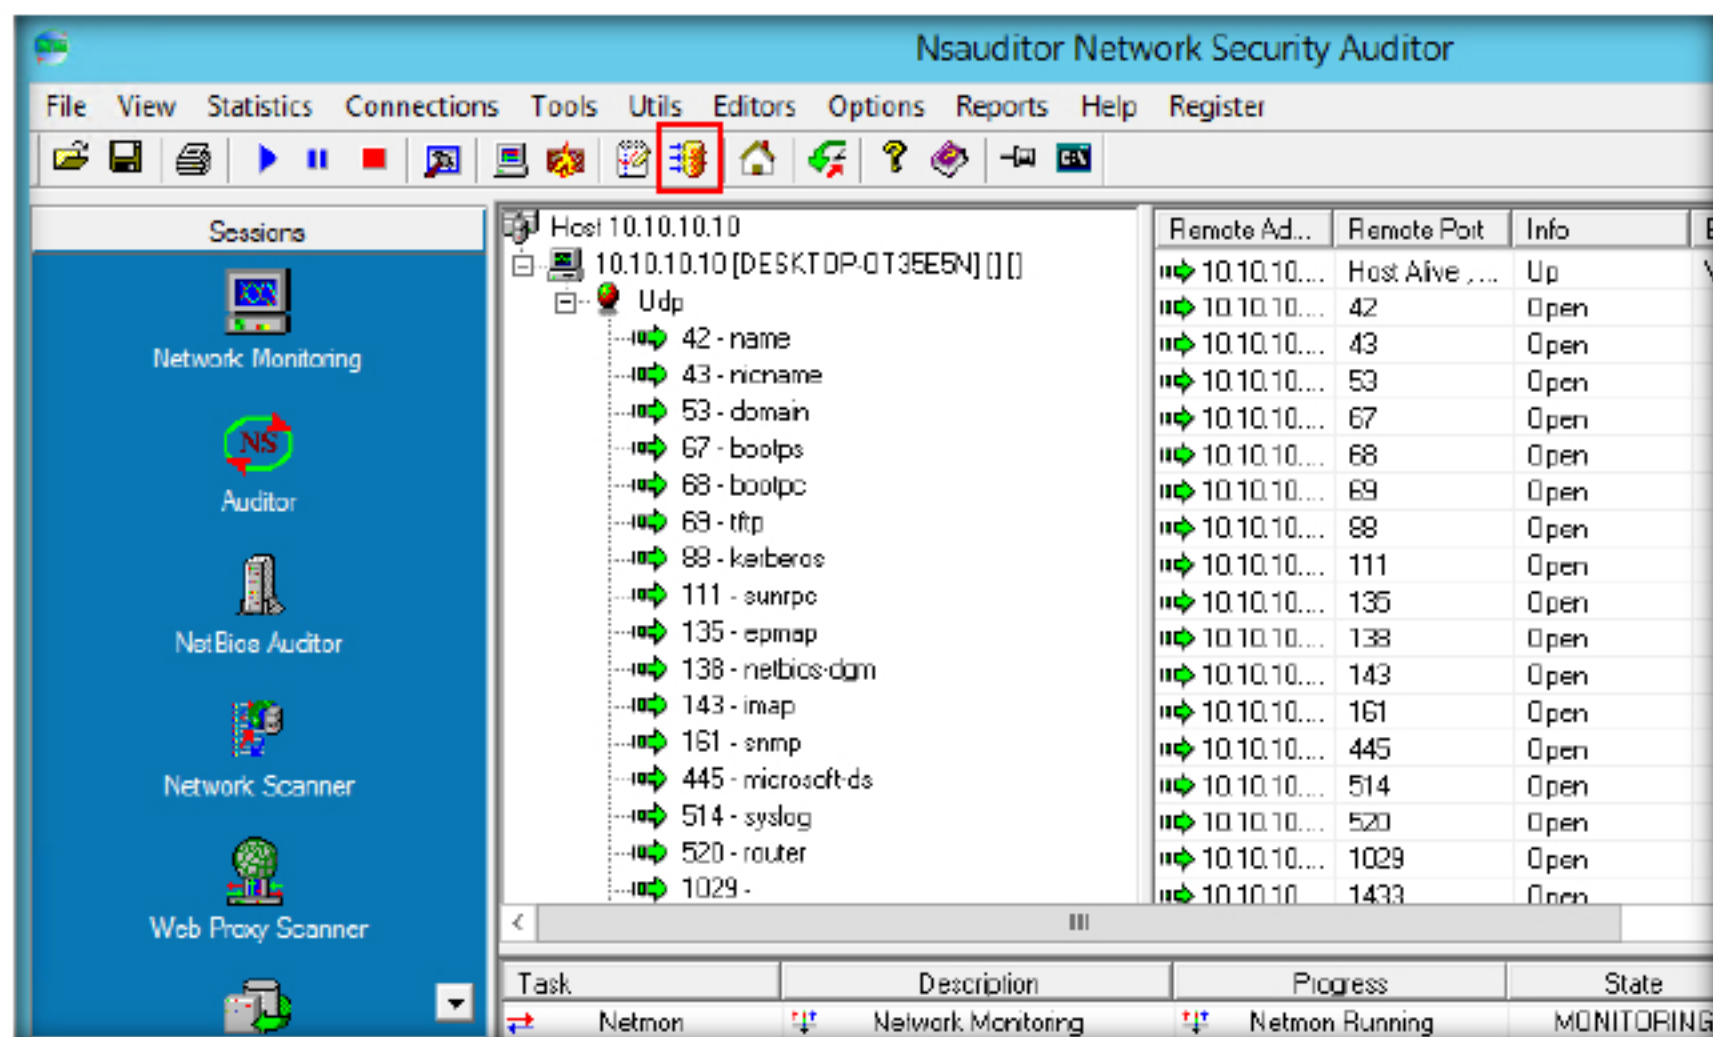 Nsauditor Network Security Auditor
File View Statistics Connections Tools Utils Editors Options Reports Help Register
Sessions
Network Monitoring
Auditor
NetBios Auditor
Network Scanner
Web Proxy Scanner
Host 10.10.10.10
10.10.10.10 [DESKTOP-OT35E5N] [] []
Udp
42 - name
43 - nicname
53 - domain
67 - bootps
68 - bootpc
69 - tftp
88 - kerberos
111 - sunrpc
135 - epmap
138 - netbios-dgm
143 - imap
161 - snmp
445 - microsoft-ds
514 - syslog
520 - router
1029 -
Remote Ad... Remote Port Info
10.10.10.... Host Alive , ... Up
10.10.10.... 42 Open
10.10.10.... 43 Open
10.10.10.... 53 Open
10.10.10.... 67 Open
10.10.10.... 68 Open
10.10.10.... 69 Open
10.10.10.... 88 Open
10.10.10.... 111 Open
10.10.10.... 135 Open
10.10.10.... 138 Open
10.10.10.... 143 Open
10.10.10.... 161 Open
10.10.10.... 445 Open
10.10.10.... 514 Open
10.10.10.... 520 Open
10.10.10.... 1029 Open
10.10.10 1433 Open
Task Description Progress State
Netmon Network Monitoring Netmon Running MONITORING